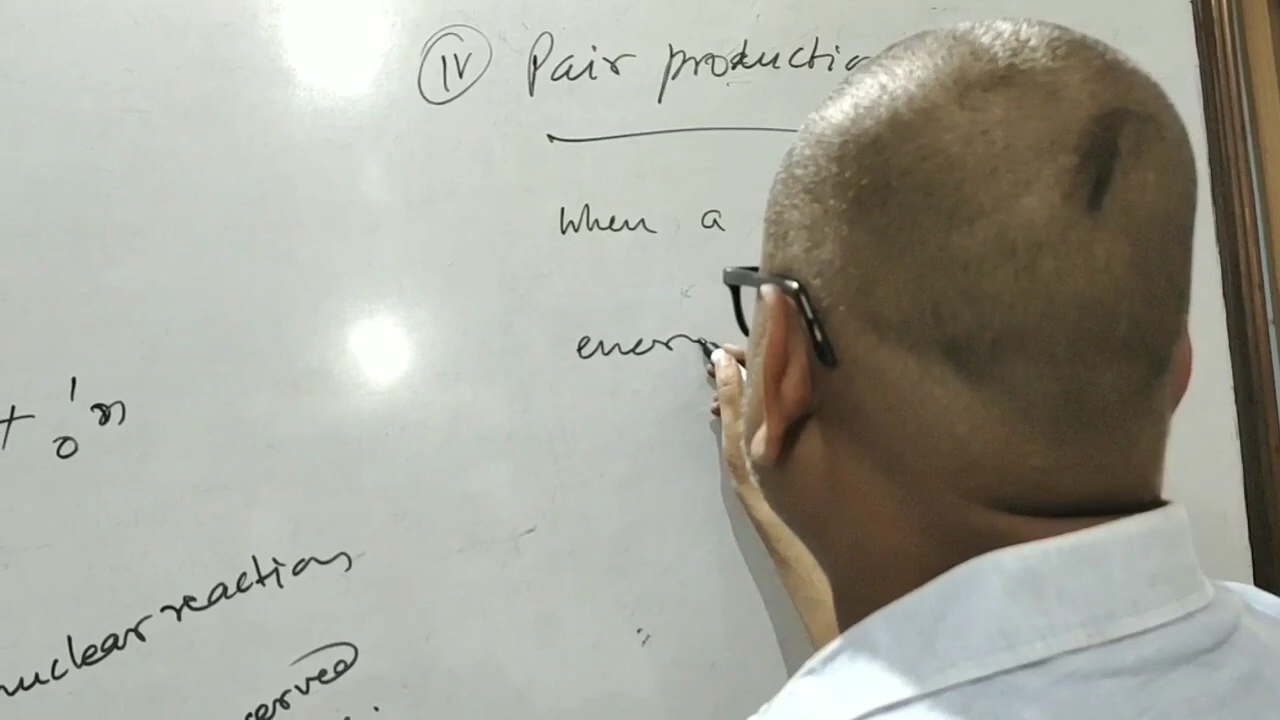 (IV) Pair productio
When a
ener
+ ¹₀n
nuclear reaction,
erved